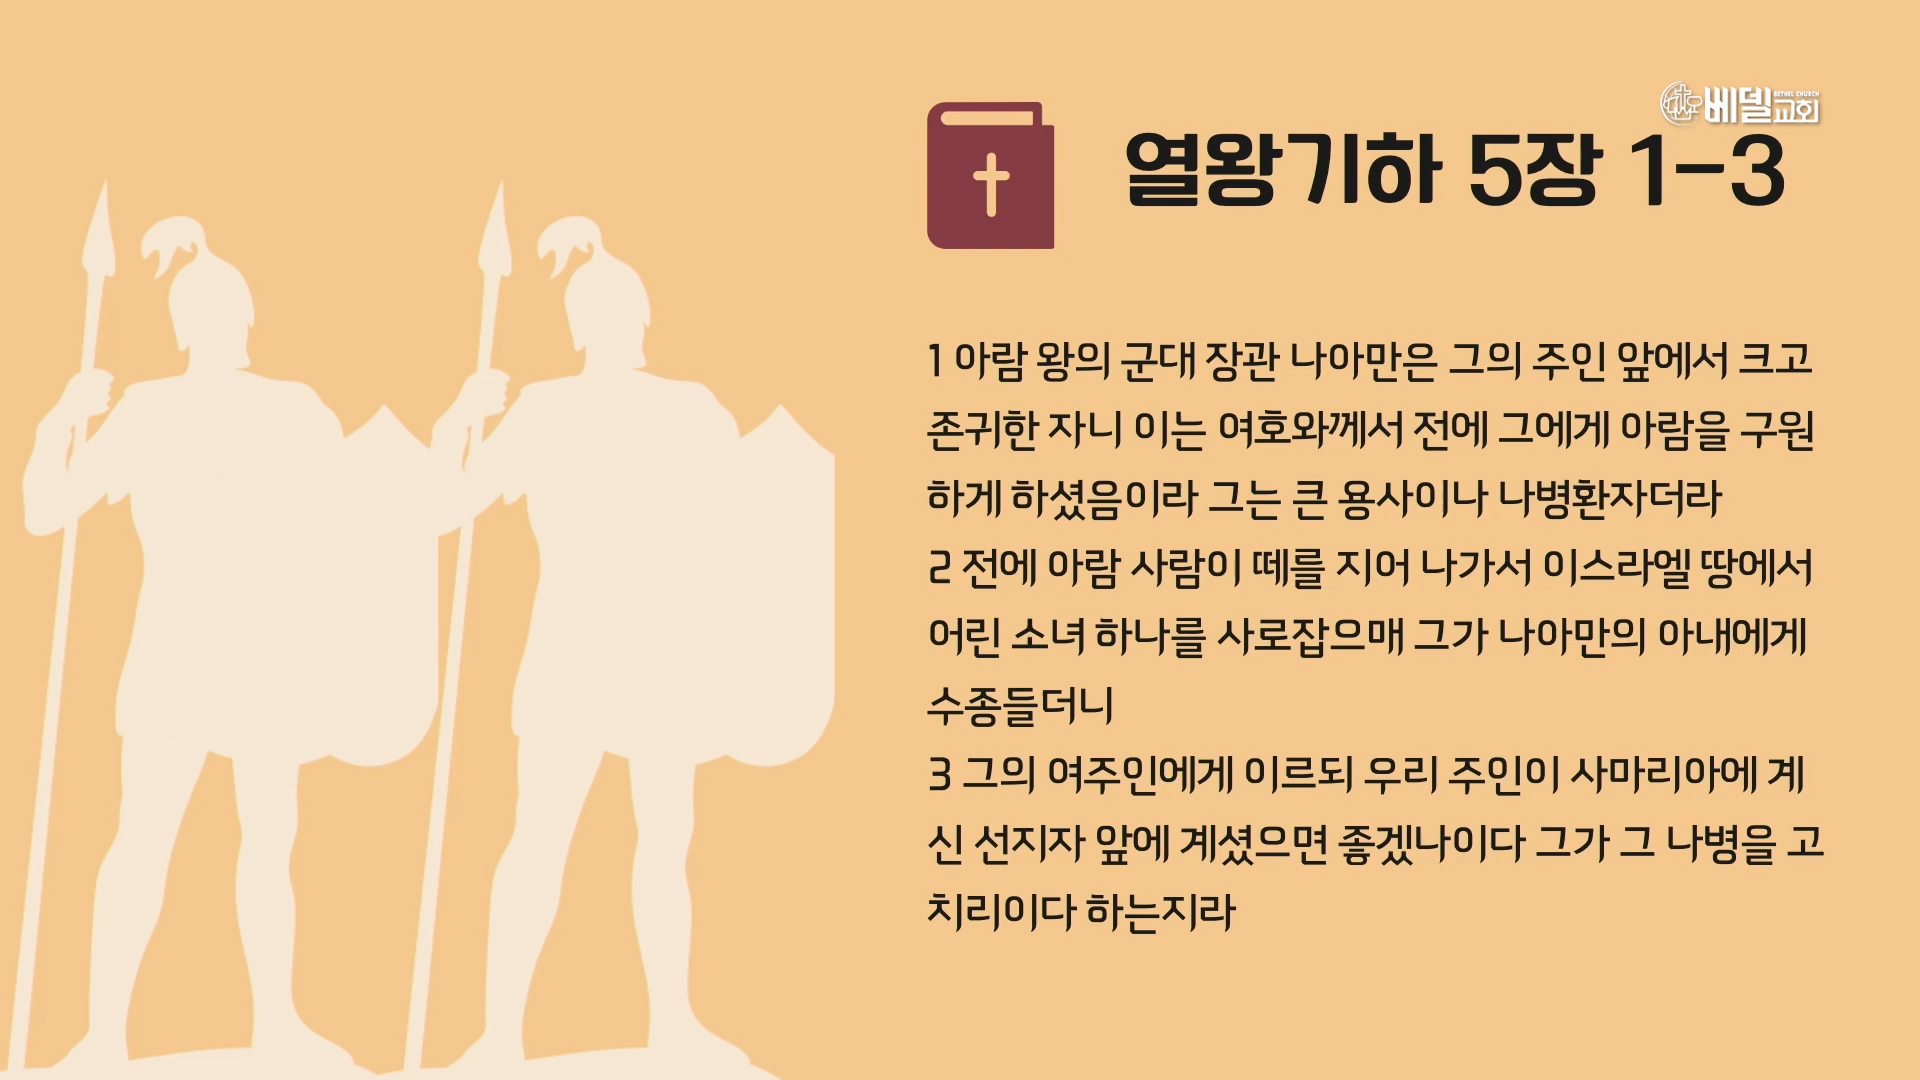 베델교회
BETHEL CHURCH
열왕기하 5장 1-3
1 아람 왕의 군대 장관 나아만은 그의 주인 앞에서 크고
존귀한 자니 이는 여호와께서 전에 그에게 아람을 구원
하게 하셨음이라 그는 큰 용사이나 나병환자더라
2 전에 아람 사람이 떼를 지어 나가서 이스라엘 땅에서
어린 소녀 하나를 사로잡으매 그가 나아만의 아내에게
수종들더니
3 그의 여주인에게 이르되 우리 주인이 사마리아에 계
신 선지자 앞에 계셨으면 좋겠나이다 그가 그 나병을 고
치리이다 하는지라